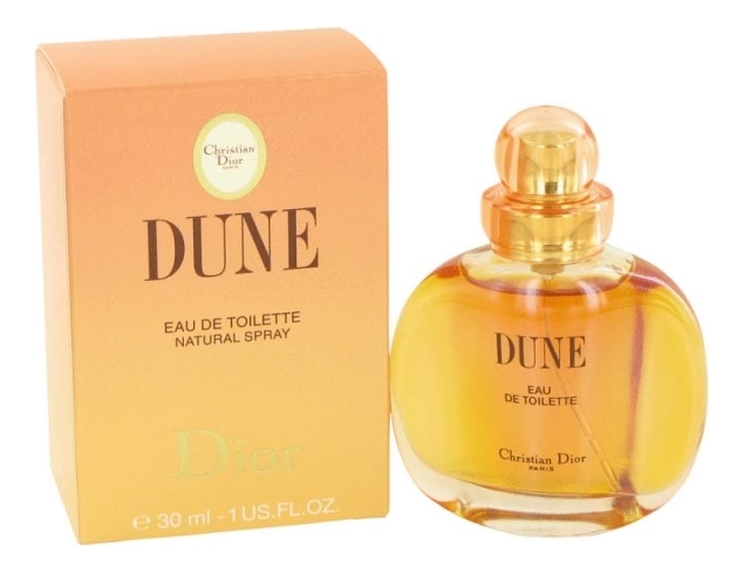 Christian
Dior
PARIS
DUNE
EAU DE TOILETTE
NATURAL SPRAY
Dior
e 30 ml - 1 US.FL.OZ.
DUNE
EAU
DE TOILETTE
Christian Dior
PARIS